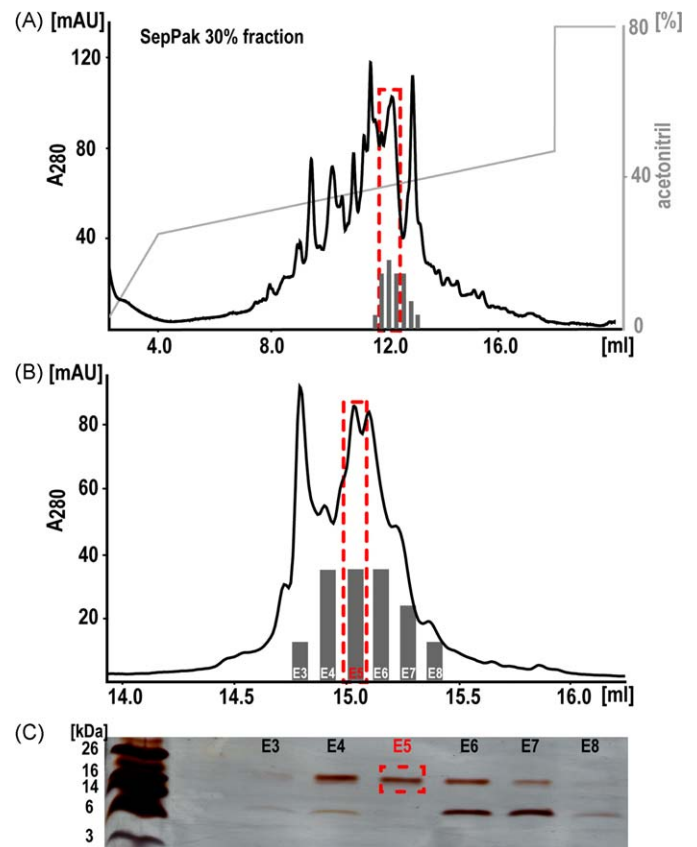 (A) [mAU] 80 [%]
SepPak 30% fraction
120
80
40
A280
40
0
acetonitril
4.0 8.0 12.0 16.0 [ml]
(B) [mAU]
80
60
40
20
A280
E3 E4 E5 E6 E7 E8
14.0 14.5 15.0 15.5 16.0 [ml]
(C) [kDa] E3 E4 E5 E6 E7 E8
26
16
14
6
3